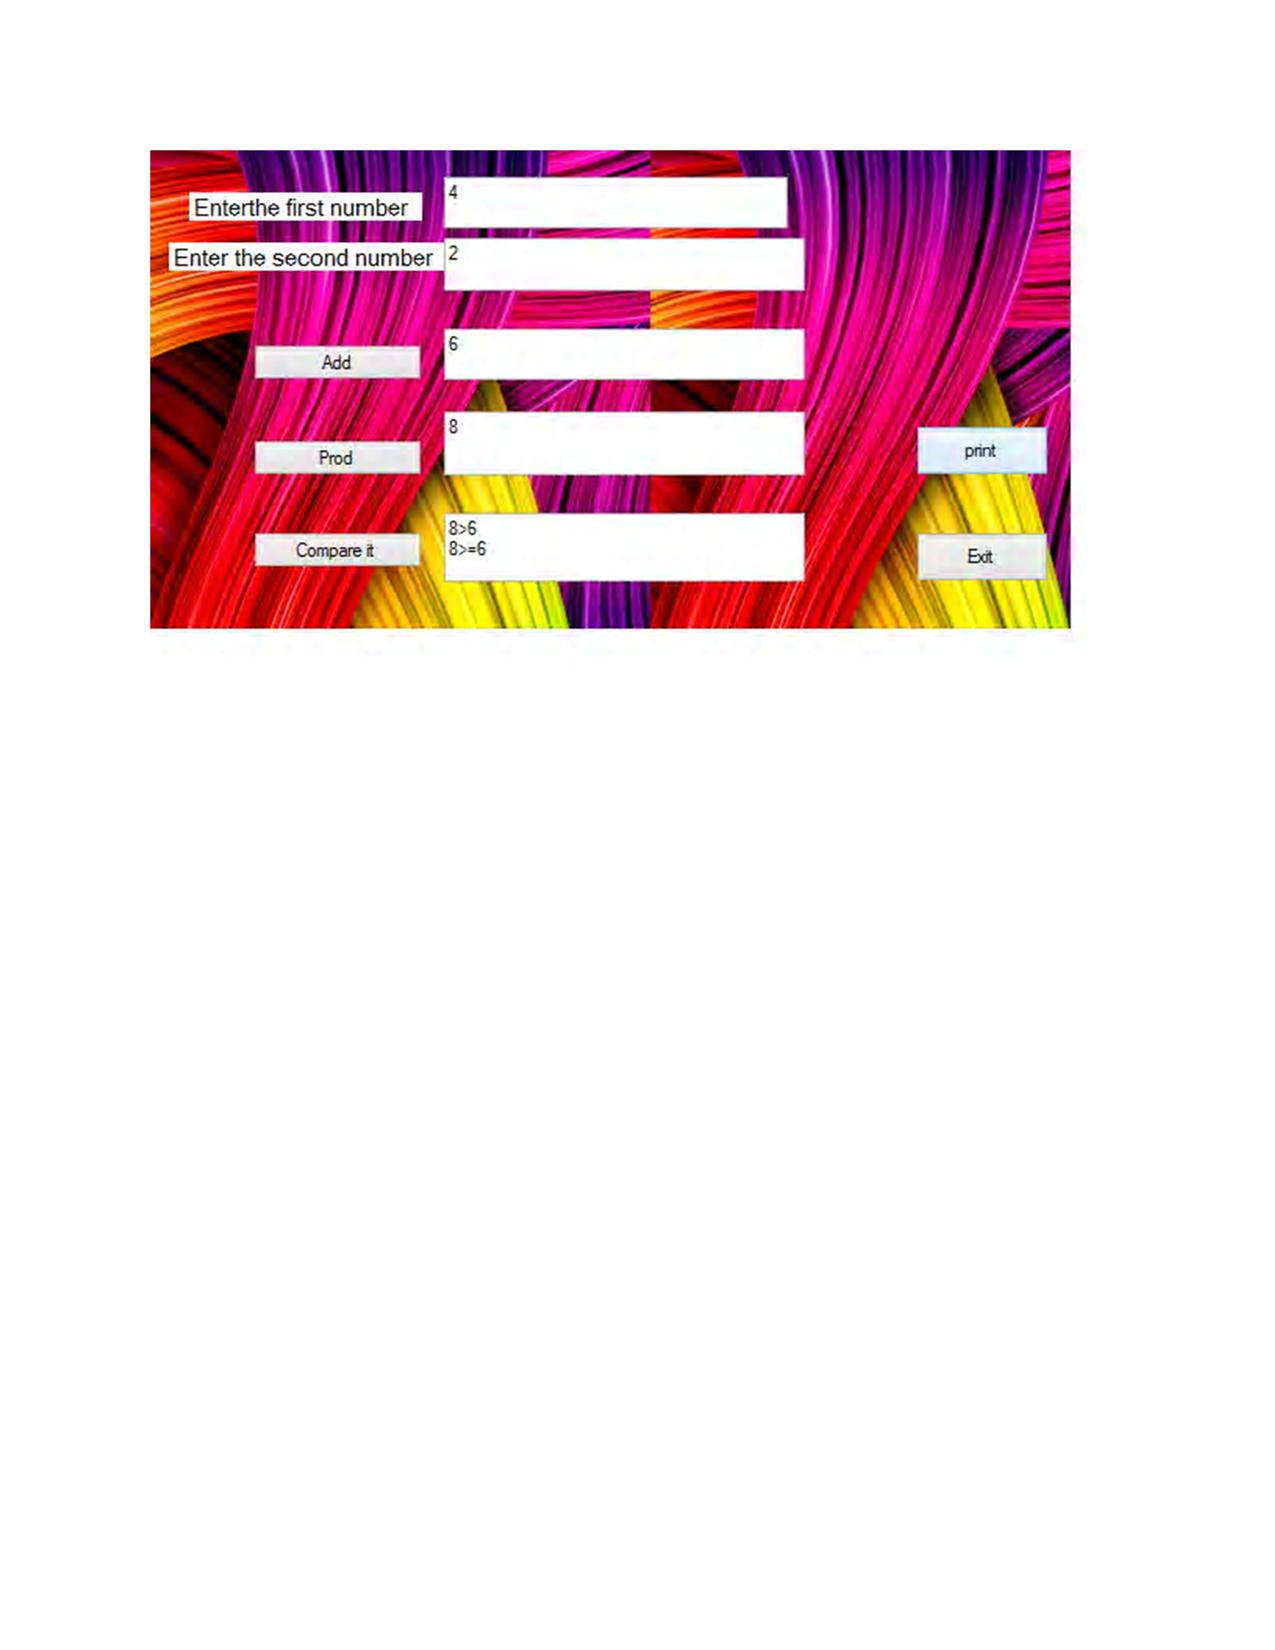 Enterthe first number
4
Enter the second number
2
Add
6
Prod
8
print
Compare it
8>6
8>=6
Exit